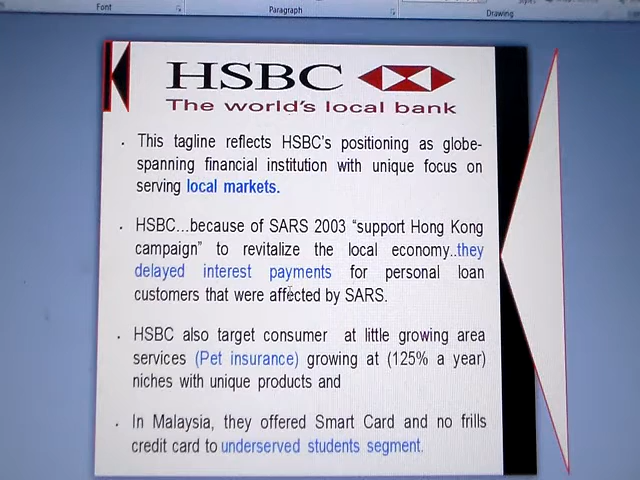 Font
Paragraph
Drawing
HSBC
The world's local bank
. This tagline reflects HSBC's positioning as globe-
spanning financial institution with unique focus on
serving local markets.
. HSBC...because of SARS 2003 “support Hong Kong
campaign” to revitalize the local economy..they
delayed interest payments for personal loan
customers that were affected by SARS.
. HSBC also target consumer at little growing area
services (Pet insurance) growing at (125% a year)
niches with unique products and
. In Malaysia, they offered Smart Card and no frills
credit card to underserved students segment.